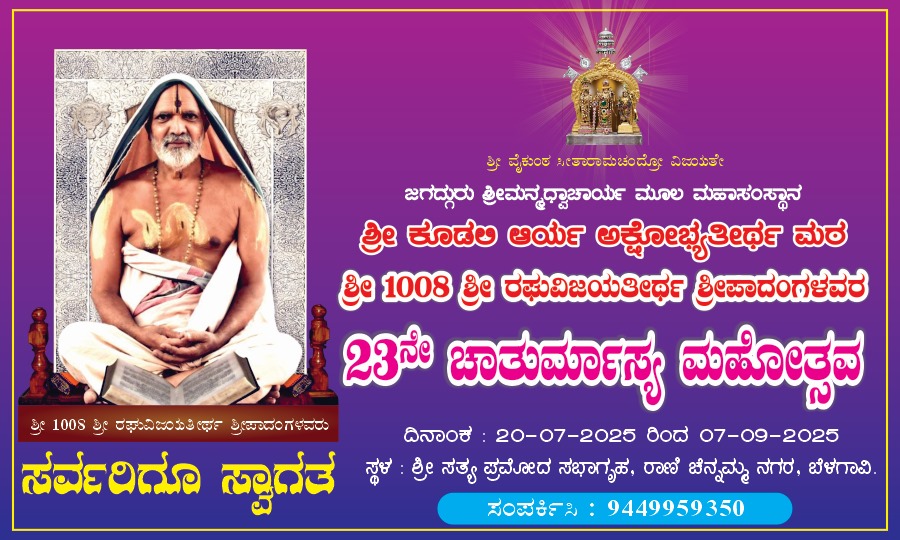 ಶ್ರೀ ವೈಕುಂಠ ಸೀತಾರಾಮಚಂದ್ರೋ ವಿಜಯತೇ
ಜಗದ್ಗುರು ಶ್ರೀಮನ್ಮಧ್ವಾಚಾರ್ಯ ಮೂಲ ಮಹಾಸಂಸ್ಥಾನ
ಶ್ರೀ ಕೂಡಲಿ ಆರ್ಯ ಅಕ್ಷೋಭ್ಯತೀರ್ಥ ಮಠ
ಶ್ರೀ 1008 ಶ್ರೀ ರಘುವಿಜಯತೀರ್ಥ ಶ್ರೀಪಾದಂಗಳವರ
23ನೇ ಚಾತುರ್ಮಾಸ್ಯ ಮಹೋತ್ಸವ
ಶ್ರೀ 1008 ಶ್ರೀ ರಘುವಿಜಯತೀರ್ಥ ಶ್ರೀಪಾದಂಗಳವರು
ಸರ್ವರಿಗೂ ಸ್ವಾಗತ
ದಿನಾಂಕ : 20-07-2025 ರಿಂದ 07-09-2025
ಸ್ಥಳ : ಶ್ರೀ ಸತ್ಯ ಪ್ರಮೋದ ಸಭಾಗೃಹ, ರಾಣಿ ಚೆನ್ನಮ್ಮ ನಗರ, ಬೆಳಗಾವಿ.
ಸಂಪರ್ಕಿಸಿ : 9449959350